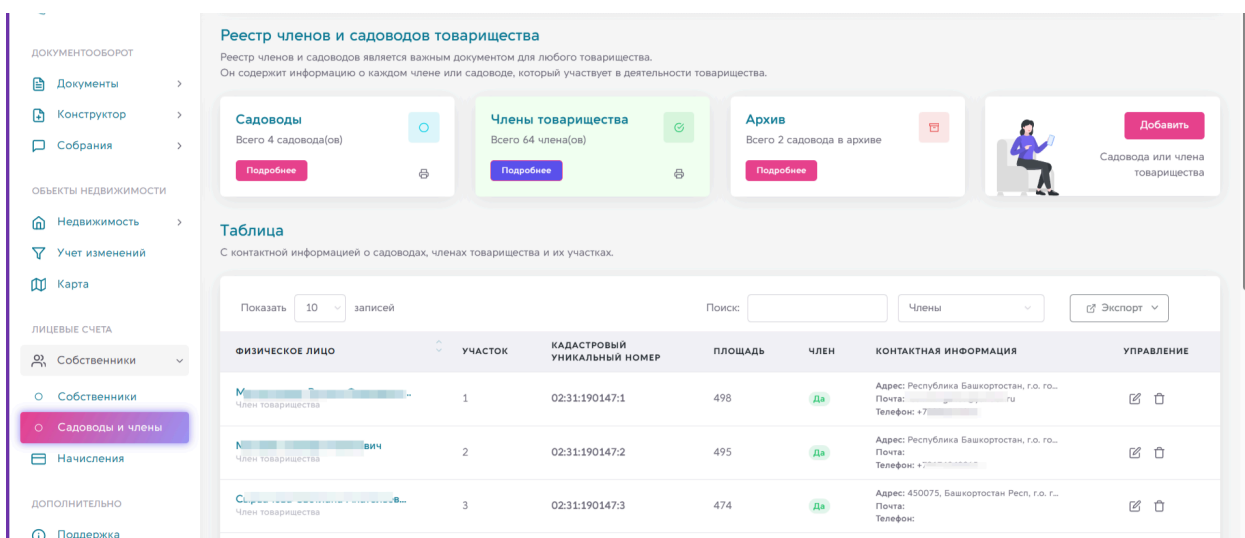 ДОКУМЕНТООБОРОТ
Документы
Конструктор
Собрания
ОБЪЕКТЫ НЕДВИЖИМОСТИ
Недвижимость
Учет изменений
Карта
ЛИЦЕВЫЕ СЧЕТА
Собственники
Собственники
Садоводы и члены
Начисления
ДОПОЛНИТЕЛЬНО
Поддержка
Реестр членов и садоводов товарищества
Реестр членов и садоводов является важным документом для любого товарищества.
Он содержит информацию о каждом члене или садоводе, который участвует в деятельности товарищества.
Садоводы
Всего 4 садовода(ов)
Подробнее
Члены товарищества
Всего 64 члена(ов)
Подробнее
Архив
Всего 2 садовода в архиве
Подробнее
Добавить
Садовода или члена
товарищества
Таблица
С контактной информацией о садоводах, членах товарищества и их участках.
Показать 10 записей
Поиск:
Члены
Экспорт
ФИЗИЧЕСКОЕ ЛИЦО УЧАСТОК КАДАСТРОВЫЙ УНИКАЛЬНЫЙ НОМЕР ПЛОЩАДЬ ЧЛЕН КОНТАКТНАЯ ИНФОРМАЦИЯ УПРАВЛЕНИЕ
Член товарищества
1 02:31:190147:1 498 Да
Адрес: Республика Башкортостан, г.о. го...
Почта: ru
Телефон: +7
вич
Член товарищества
2 02:31:190147:2 495 Да
Адрес: Республика Башкортостан, г.о. го...
Почта:
Телефон:
Член товарищества
3 02:31:190147:3 474 Да
Адрес: 450075, Башкортостан Респ, г.о. г...
Почта:
Телефон: